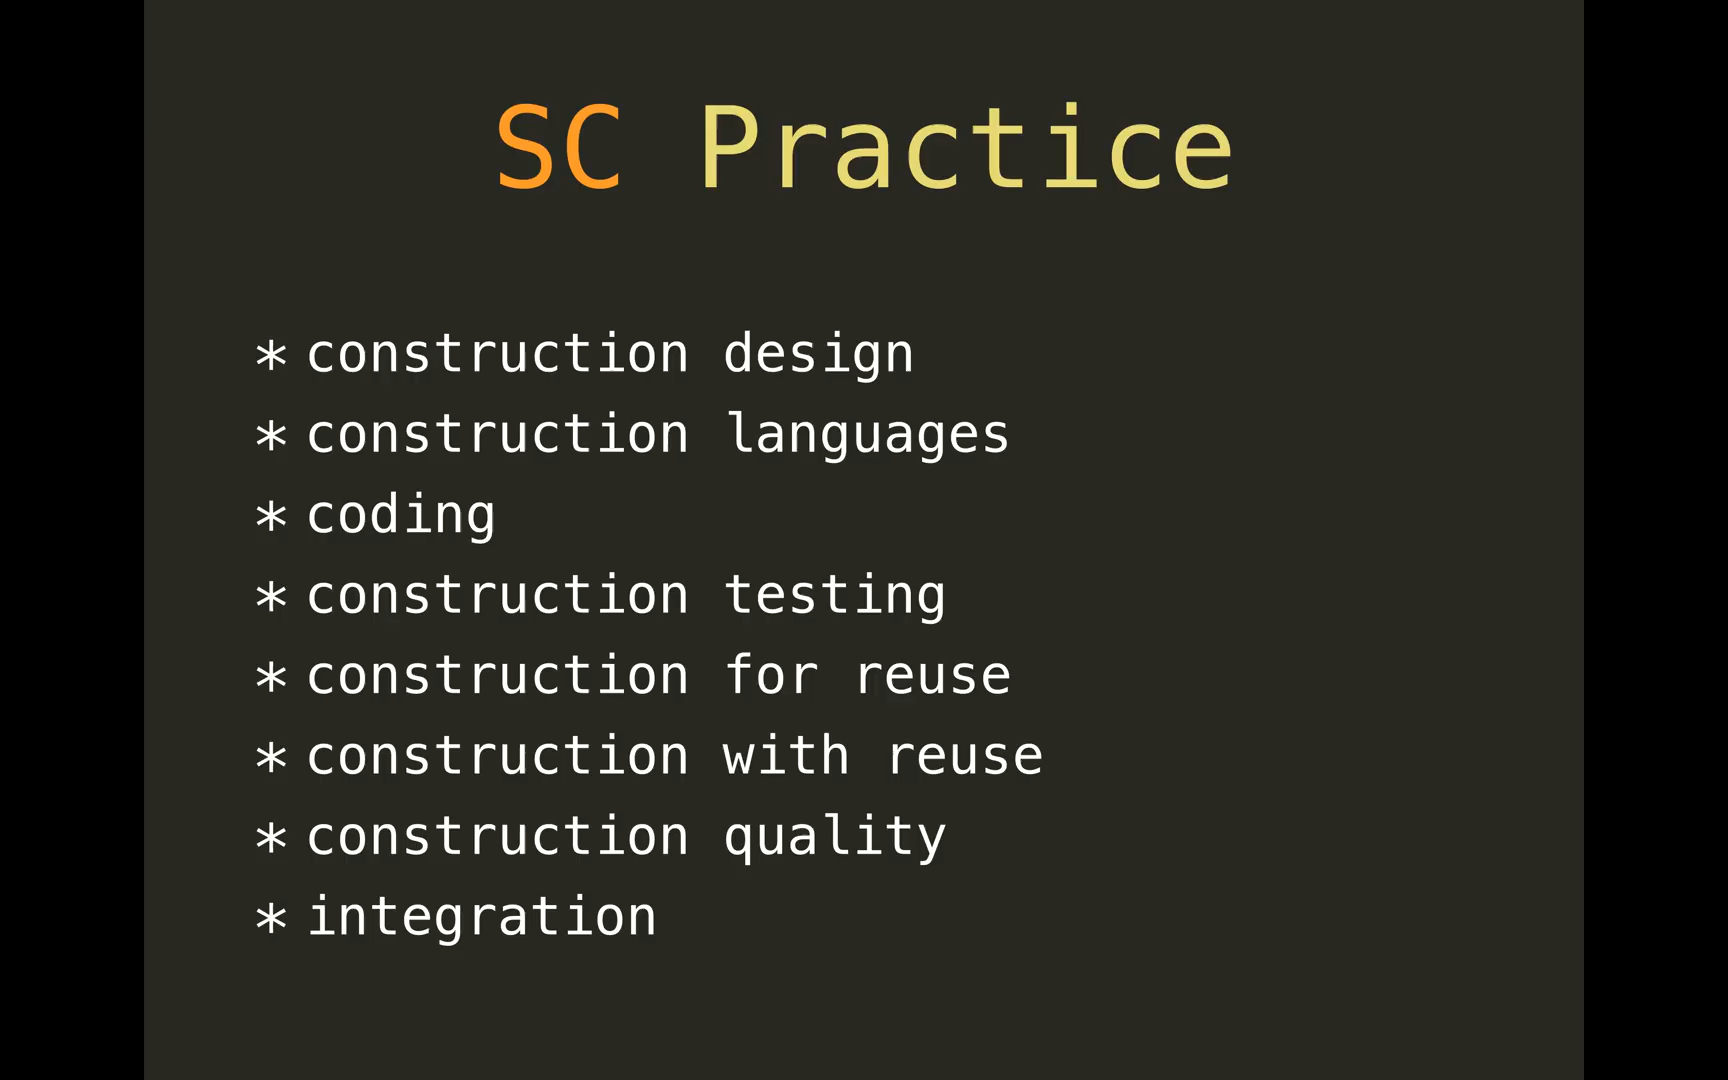 SC Practice
* construction design
* construction languages
* coding
* construction testing
* construction for reuse
* construction with reuse
* construction quality
* integration